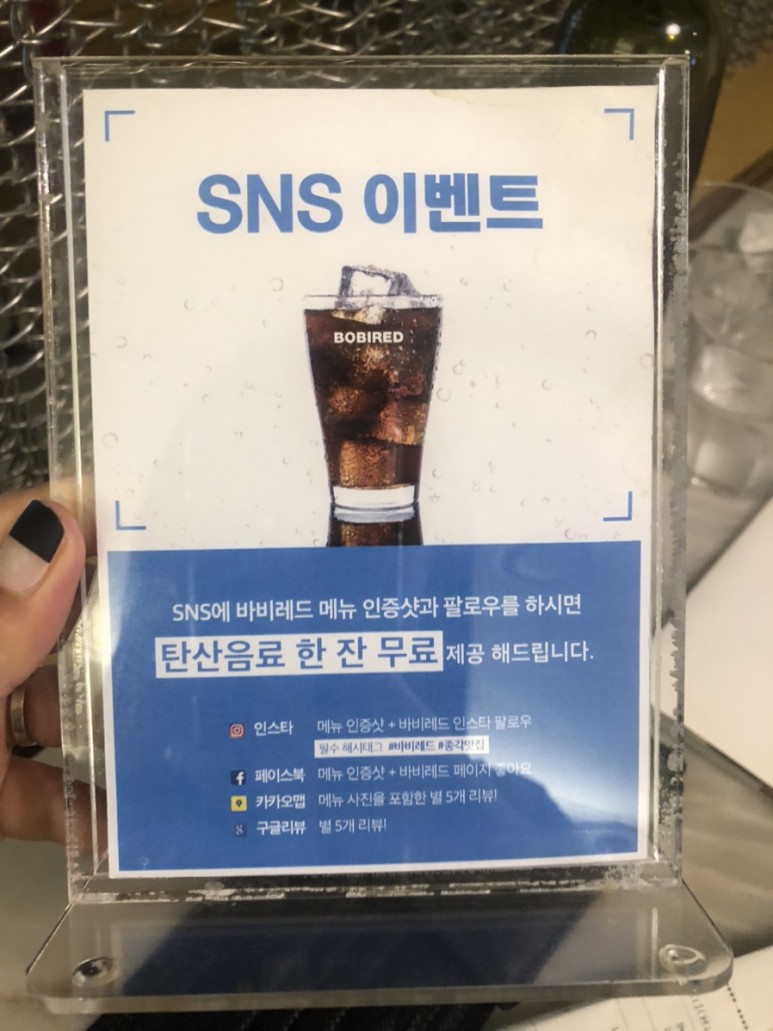 SNS 이벤트
BOBIRED
SNS에 바비레드 메뉴 인증샷과 팔로우를 하시면
탄산음료 한 잔 무료 제공 해드립니다.
인스타 메뉴 인증샷 + 바비레드 인스타 팔로우
필수 해시태그 #바비레드 #종각맛집
페이스북 메뉴 인증샷 + 바비레드 페이지 좋아요
카카오맵 메뉴 사진을 포함한 별 5개 리뷰!
구글리뷰 별 5개 리뷰!